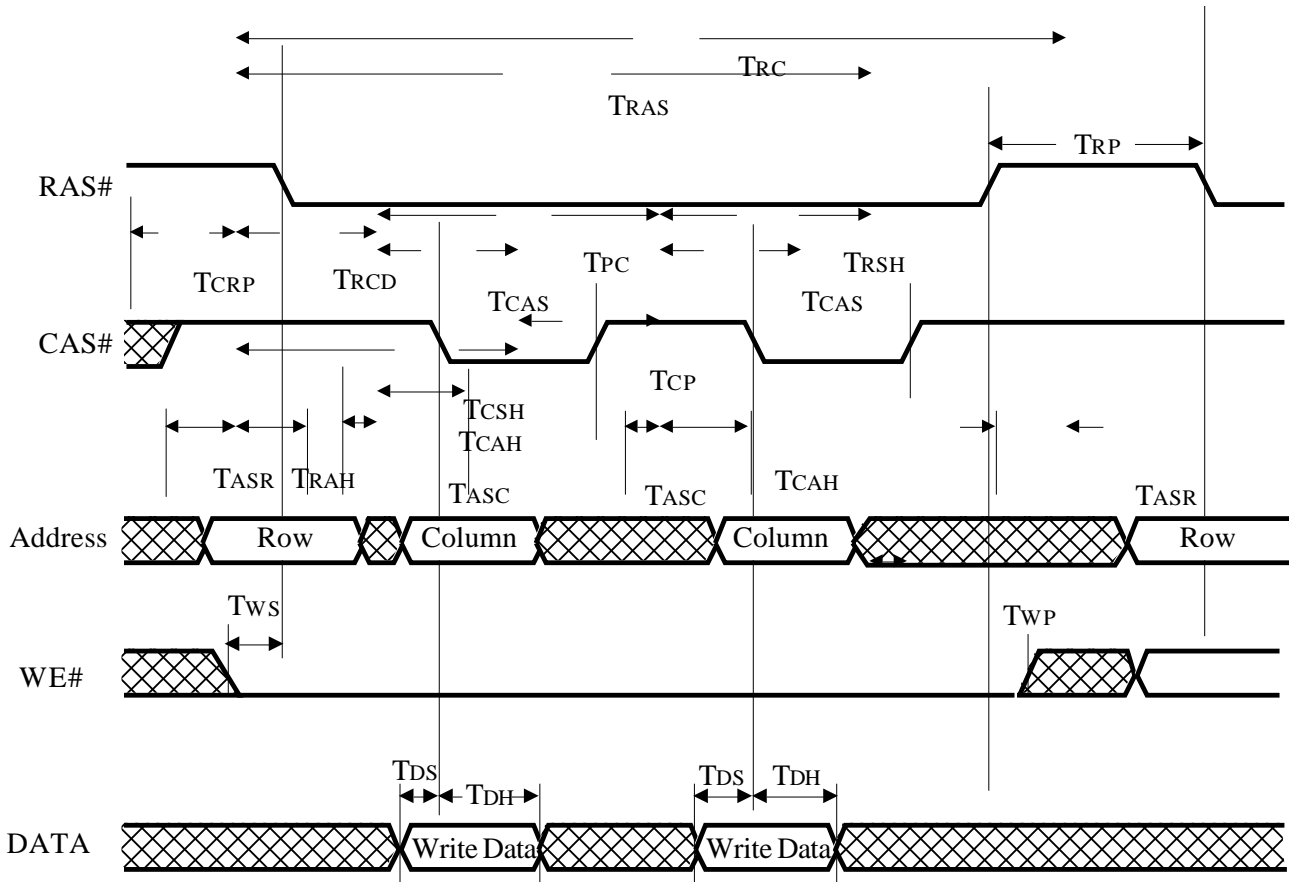 TRC
TRAS
TRP
RAS#
TCRP
TRCD
TPC
TRSH
TCAS
TCAS
CAS#
TCP
TCSH
TCAH
TASR
TRAH
TASC
TASC
TCAH
TASR
Address
Row
Column
Column
Row
TWS
TWP
WE#
TDS
TDH
TDS
TDH
DATA
Write Data
Write Data